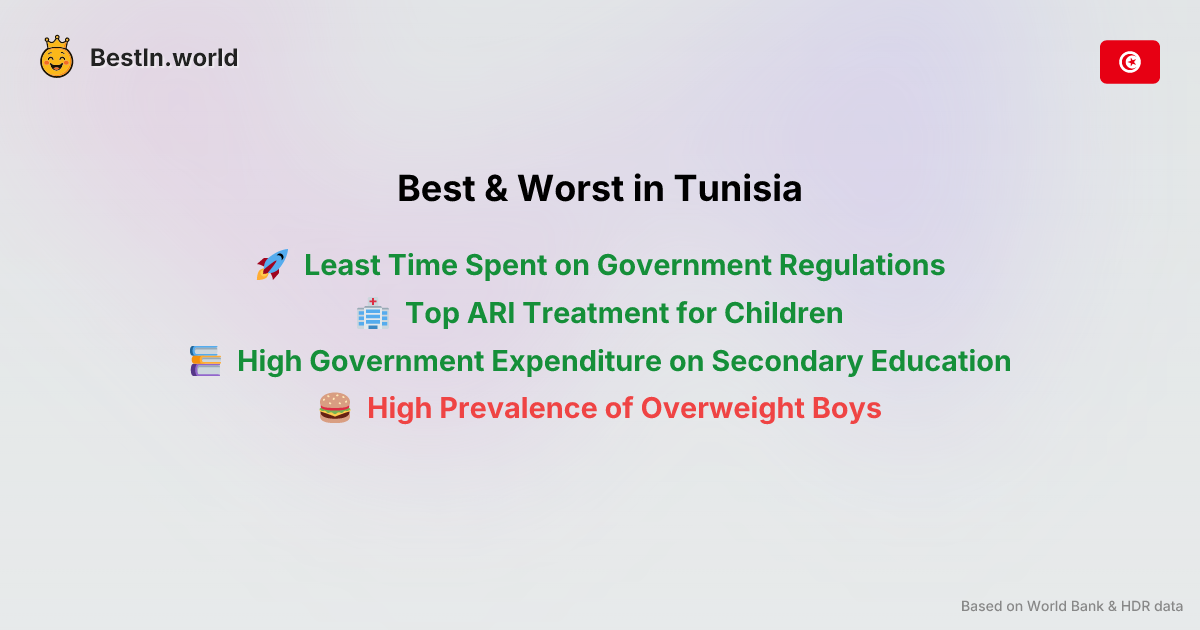 BestIn.world
Best & Worst in Tunisia
Least Time Spent on Government Regulations
Top ARI Treatment for Children
High Government Expenditure on Secondary Education
High Prevalence of Overweight Boys
Based on World Bank & HDR data